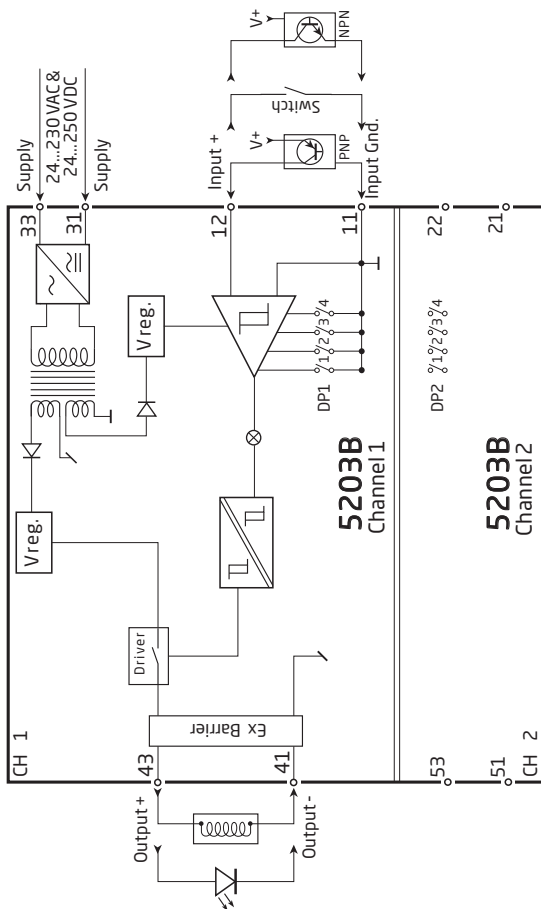 CH 1
33
Supply
24...230 VAC &
24...250 VDC
31
Supply
Vreg.
Vreg.
12
Input +
V+
NPN
Switch
V+
PNP
11
Input Gnd.
DP1
1 2 3 4
Driver
Ex Barrier
43
Output +
41
Output -
5203B
Channel 1
22
21
DP2
1 2 3 4
5203B
Channel 2
53
51
CH 2